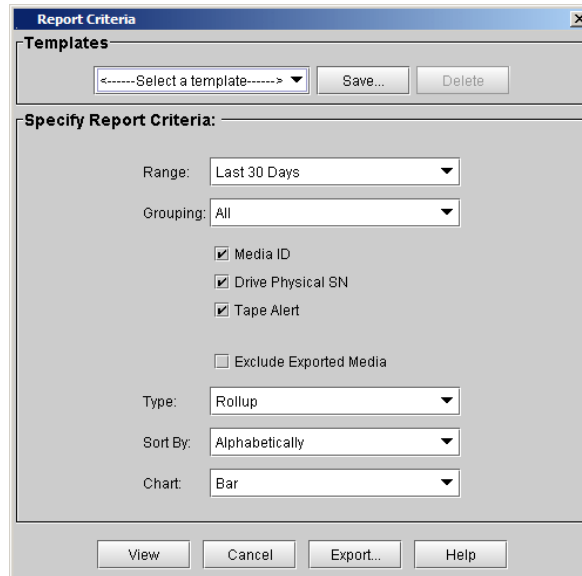 Report Criteria
Templates
<------Select a template------> Save... Delete
Specify Report Criteria:
Range: Last 30 Days
Grouping: All
Media ID
Drive Physical SN
Tape Alert
Exclude Exported Media
Type: Rollup
Sort By: Alphabetically
Chart: Bar
View Cancel Export... Help